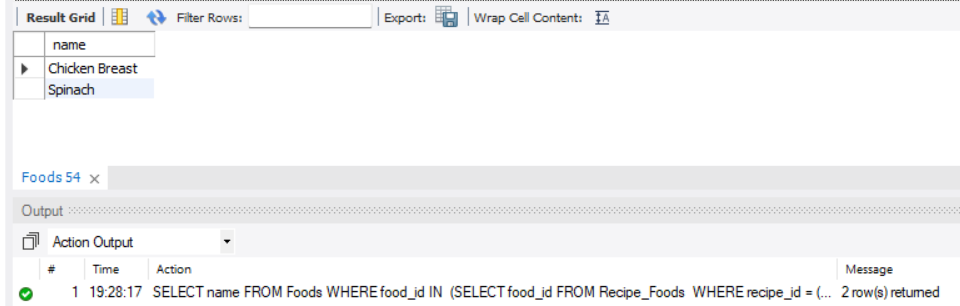 Result Grid Filter Rows: Export: Wrap Cell Content: IA
name
Chicken Breast
Spinach
Foods 54 ×
Output
Action Output
# Time Action Message
1 19:28:17 SELECT name FROM Foods WHERE food_id IN (SELECT food_id FROM Recipe_Foods WHERE recipe_id = (... 2 row(s) returned